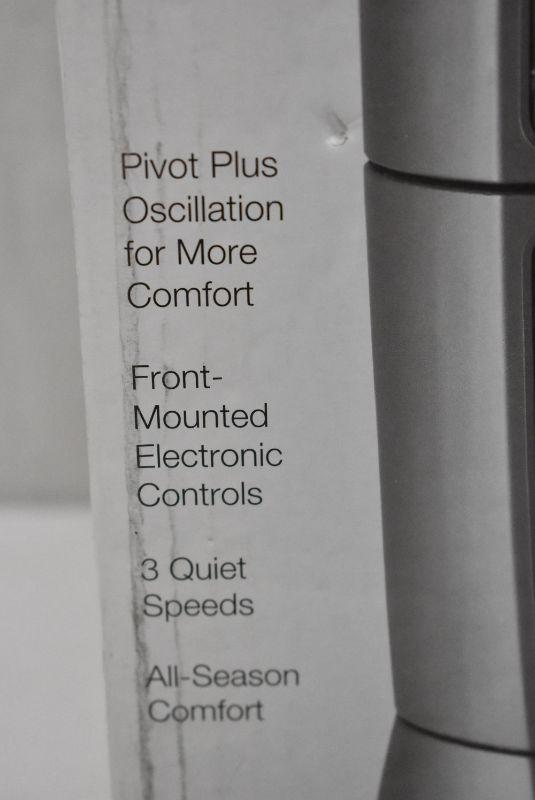 Pivot Plus
Oscillation
for More
Comfort
Front-
Mounted
Electronic
Controls
3 Quiet
Speeds
All-Season
Comfort